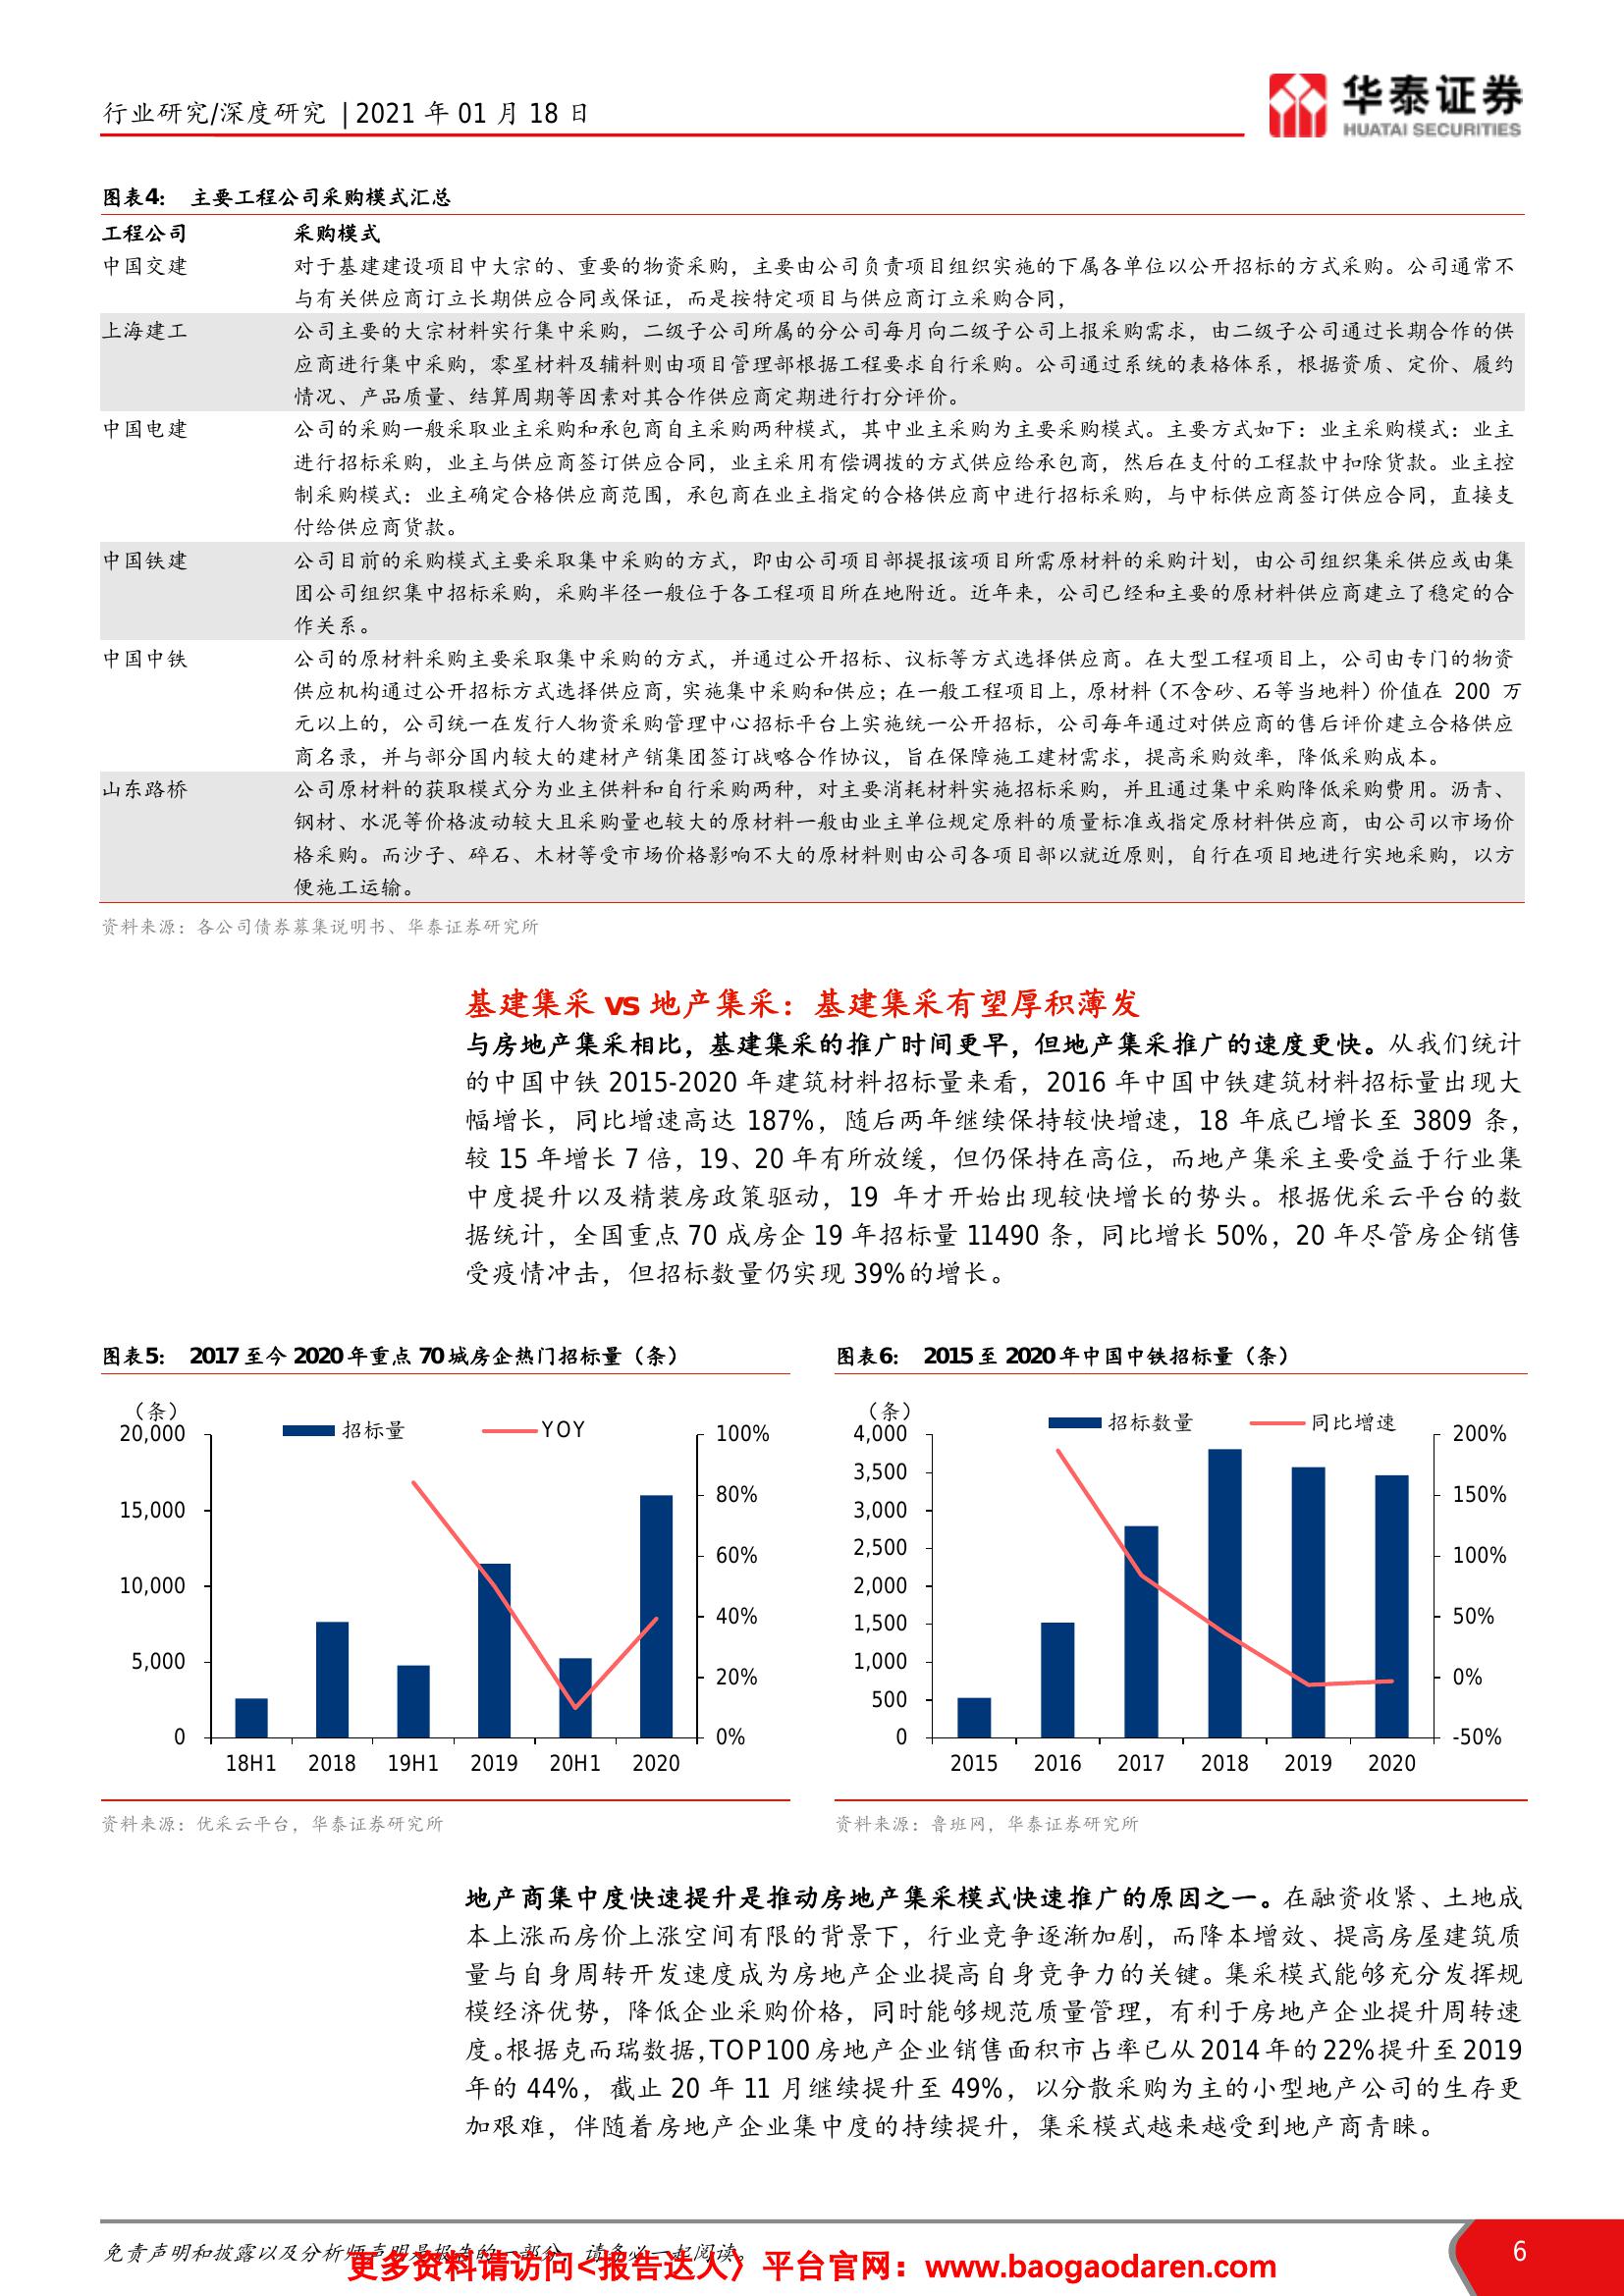 行业研究/深度研究 | 2021 年 01 月 18 日
华泰证券
HUATAI SECURITIES
图表4： 主要工程公司采购模式汇总
工程公司 采购模式
中国交建 对于基建建设项目中大宗的、重要的物资采购，主要由公司负责项目组织实施的下属各单位以公开招标的方式采购。公司通常不
与有关供应商订立长期供应合同或保证，而是按特定项目与供应商订立采购合同，
上海建工 公司主要的大宗材料实行集中采购，二级子公司所属的分公司每月向二级子公司上报采购需求，由二级子公司通过长期合作的供
应商进行集中采购，零星材料及辅料则由项目管理部根据工程要求自行采购。公司通过系统的表格体系，根据资质、定价、履约
情况、产品质量、结算周期等因素对其合作供应商定期进行打分评价。
中国电建 公司的采购一般采取业主采购和承包商自主采购两种模式，其中业主采购为主要采购模式。主要方式如下：业主采购模式：业主
进行招标采购，业主与供应商签订供应合同，业主采用有偿调拨的方式供应给承包商，然后在支付的工程款中扣除货款。业主控
制采购模式：业主确定合格供应商范围，承包商在业主指定的合格供应商中进行招标采购，与中标供应商签订供应合同，直接支
付给供应商货款。
中国铁建 公司目前的采购模式主要采取集中采购的方式，即由公司项目部提报该项目所需原材料的采购计划，由公司组织集采供应或由集
团公司组织集中招标采购，采购半径一般位于各工程项目所在地附近。近年来，公司已经和主要的原材料供应商建立了稳定的合
作关系。
中国中铁 公司的原材料采购主要采取集中采购的方式，并通过公开招标、议标等方式选择供应商。在大型工程项目上，公司由专门的物资
供应机构通过公开招标方式选择供应商，实施集中采购和供应；在一般工程项目上，原材料（不含砂、石等当地料）价值在 200 万
元以上的，公司统一在发行人物资采购管理中心招标平台上实施统一公开招标，公司每年通过对供应商的售后评价建立合格供应
商名录，并与部分国内较大的建材产销集团签订战略合作协议，旨在保障施工建材需求，提高采购效率，降低采购成本。
山东路桥 公司原材料的获取模式分为业主供料和自行采购两种，对主要消耗材料实施招标采购，并且通过集中采购降低采购费用。沥青、
钢材、水泥等价格波动较大且采购量也较大的原材料一般由业主单位规定原料的质量标准或指定原材料供应商，由公司以市场价
格采购。而沙子、碎石、木材等受市场价格影响不大的原材料则由公司各项目部以就近原则，自行在项目地进行实地采购，以方
便施工运输。
资料来源：各公司债券募集说明书、华泰证券研究所
基建集采 vs 地产集采：基建集采有望厚积薄发
与房地产集采相比，基建集采的推广时间更早，但地产集采推广的速度更快。从我们统计
的中国中铁 2015-2020 年建筑材料招标量来看，2016 年中国中铁建筑材料招标量出现大
幅增长，同比增速高达 187%，随后两年继续保持较快增速，18 年底已增长至 3809 条，
较 15 年增长 7 倍，19、20 年有所放缓，但仍保持在高位，而地产集采主要受益于行业集
中度提升以及精装房政策驱动，19 年才开始出现较快增长的势头。根据优采云平台的数
据统计，全国重点 70 成房企 19 年招标量 11490 条，同比增长 50%，20 年尽管房企销售
受疫情冲击，但招标数量仍实现 39%的增长。
图表5： 2017 至今 2020 年重点 70 城房企热门招标量（条）
（条）
招标量 YOY
20,000 100%
80%
15,000
60%
10,000
40%
5,000
20%
0 0%
18H1 2018 19H1 2019 20H1 2020
资料来源：优采云平台，华泰证券研究所
图表6： 2015 至 2020 年中国中铁招标量（条）
（条）
招标数量 同比增速
4,000 200%
3,500
150%
3,000
2,500
100%
2,000
1,500
50%
1,000
0%
500
0 -50%
2015 2016 2017 2018 2019 2020
资料来源：鲁班网，华泰证券研究所
地产商集中度快速提升是推动房地产集采模式快速推广的原因之一。在融资收紧、土地成
本上涨而房价上涨空间有限的背景下，行业竞争逐渐加剧，而降本增效、提高房屋建筑质
量与自身周转开发速度成为房地产企业提高自身竞争力的关键。集采模式能够充分发挥规
模经济优势，降低企业采购价格，同时能够规范质量管理，有利于房地产企业提升周转速
度。根据克而瑞数据，TOP100 房地产企业销售面积市占率已从 2014 年的 22%提升至 2019
年的 44%，截止 20 年 11 月继续提升至 49%，以分散采购为主的小型地产公司的生存更
加艰难，伴随着房地产企业集中度的持续提升，集采模式越来越受到地产商青睐。
免责声明和披露以及分析师声明是报告的一部分，请务必一起阅读。
更多资料请访问<报告达人〉平台官网：www.baogaodaren.com
6